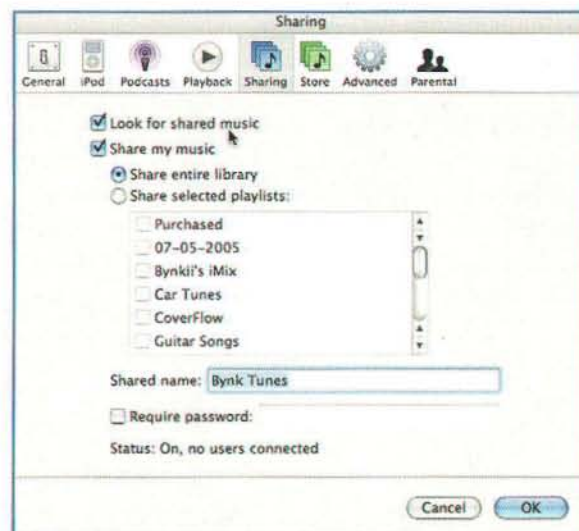 Sharing
General iPod Podcasts Playback Sharing Store Advanced Parental
Look for shared music
Share my music
Share entire library
Share selected playlists:
Purchased
07-05-2005
Bynkii's iMix
Car Tunes
CoverFlow
Guitar Songs
Shared name: Bynk Tunes
Require password:
Status: On, no users connected
Cancel OK